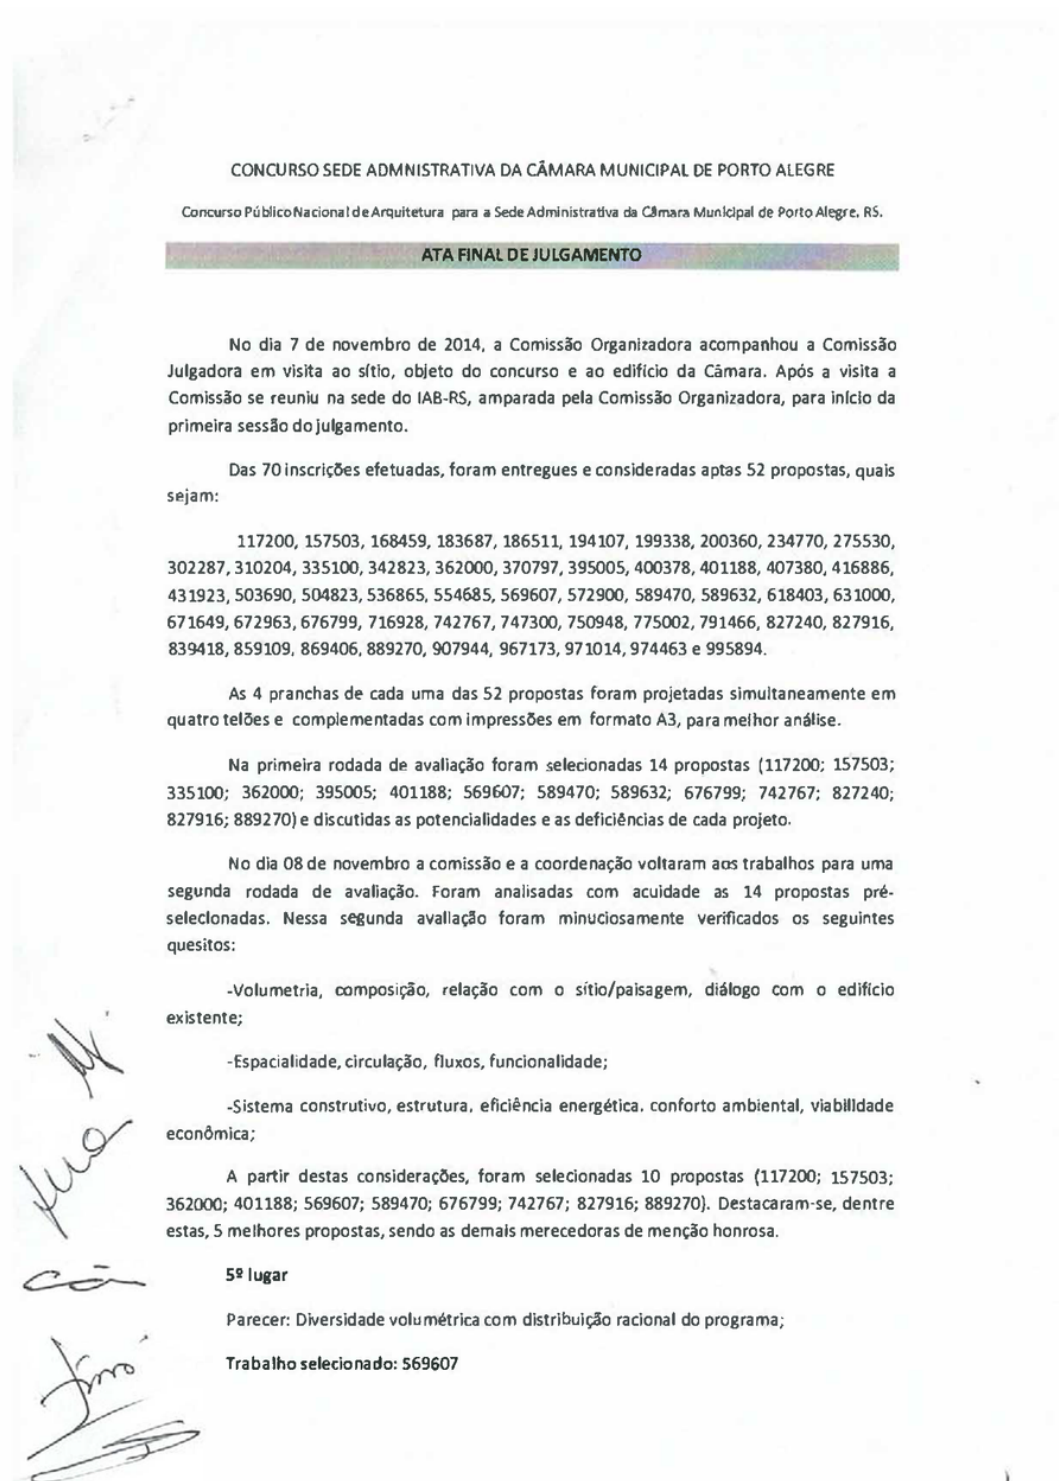 CONCURSO SEDE ADMNISTRATIVA DA CÂMARA MUNICIPAL DE PORTO ALEGRE
Concurso Público Nacional de Arquitetura para a Sede Administrativa da Câmara Municipal de Porto Alegre, RS.
ATA FINAL DE JULGAMENTO
No dia 7 de novembro de 2014, a Comissão Organizadora acompanhou a Comissão
Julgadora em visita ao sítio, objeto do concurso e ao edifício da Câmara. Após a visita a
Comissão se reuniu na sede do IAB-RS, amparada pela Comissão Organizadora, para início da
primeira sessão do julgamento.
Das 70 inscrições efetuadas, foram entregues e consideradas aptas 52 propostas, quais
sejam:
117200, 157503, 168459, 183687, 186511, 194107, 199338, 200360, 234770, 275530,
302287, 310204, 335100, 342823, 362000, 370797, 395005, 400378, 401188, 407380, 416886,
431923, 503690, 504823, 536865, 554685, 569607, 572900, 589470, 589632, 618403, 631000,
671649, 672963, 676799, 716928, 742767, 747300, 750948, 775002, 791466, 827240, 827916,
839418, 859109, 869406, 889270, 907944, 967173, 971014, 974463 e 995894.
As 4 pranchas de cada uma das 52 propostas foram projetadas simultaneamente em
quatro telões e complementadas com impressões em formato A3, para melhor análise.
Na primeira rodada de avaliação foram selecionadas 14 propostas (117200; 157503;
335100; 362000; 395005; 401188; 569607; 589470; 589632; 676799; 742767; 827240;
827916; 889270) e discutidas as potencialidades e as deficiências de cada projeto.
No dia 08 de novembro a comissão e a coordenação voltaram aos trabalhos para uma
segunda rodada de avaliação. Foram analisadas com acuidade as 14 propostas pré-
selecionadas. Nessa segunda avaliação foram minuciosamente verificados os seguintes
quesitos:
-Volumetria, composição, relação com o sítio/paisagem, diálogo com o edifício
existente;
-Espacialidade, circulação, fluxos, funcionalidade;
-Sistema construtivo, estrutura, eficiência energética, conforto ambiental, viabilidade
econômica;
A partir destas considerações, foram selecionadas 10 propostas (117200; 157503;
362000; 401188; 569607; 589470; 676799; 742767; 827916; 889270). Destacaram-se, dentre
estas, 5 melhores propostas, sendo as demais merecedoras de menção honrosa.
5º lugar
Parecer: Diversidade volumétrica com distribuição racional do programa;
Trabalho selecionado: 569607